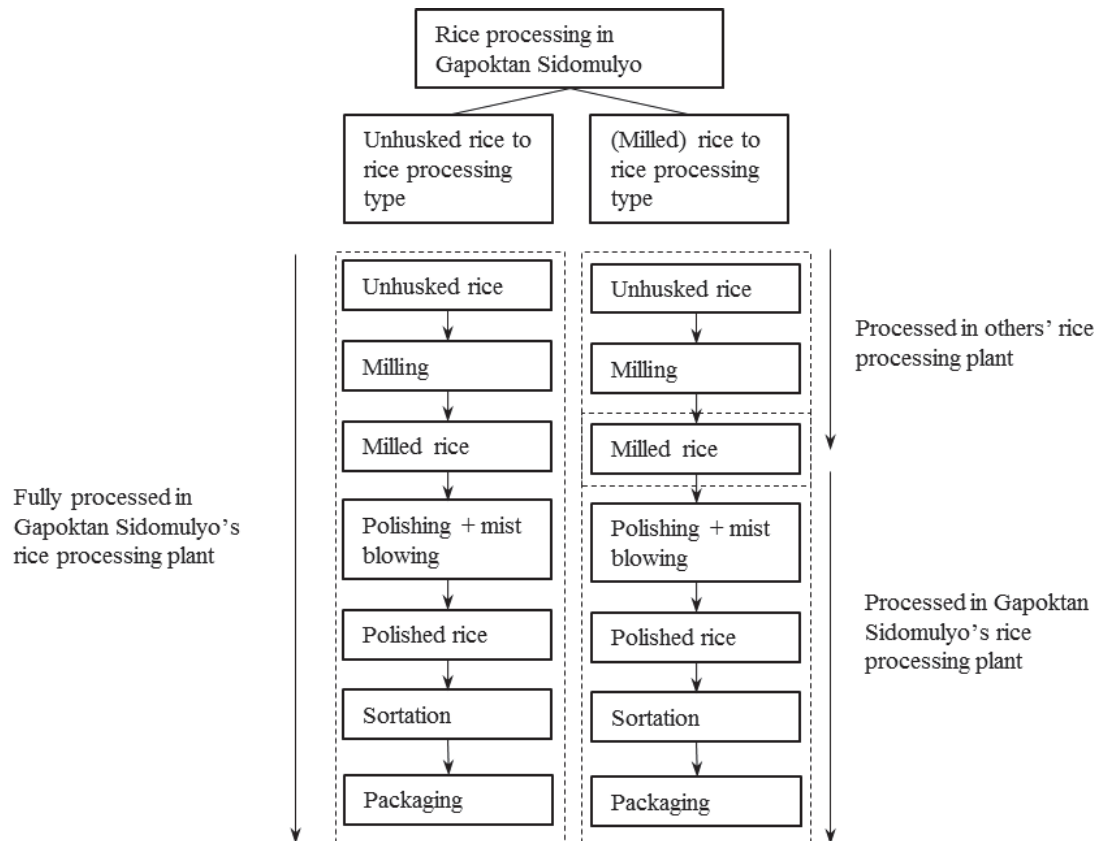 Rice processing in
Gapoktan Sidomulyo
Unhusked rice to
rice processing
type
(Milled) rice to
rice processing
type
Fully processed in
Gapoktan Sidomulyo’s
rice processing plant
Unhusked rice
Milling
Milled rice
Polishing + mist
blowing
Polished rice
Sortation
Packaging
Unhusked rice
Milling
Milled rice
Polishing + mist
blowing
Polished rice
Sortation
Packaging
Processed in others’ rice
processing plant
Processed in Gapoktan
Sidomulyo’s rice
processing plant